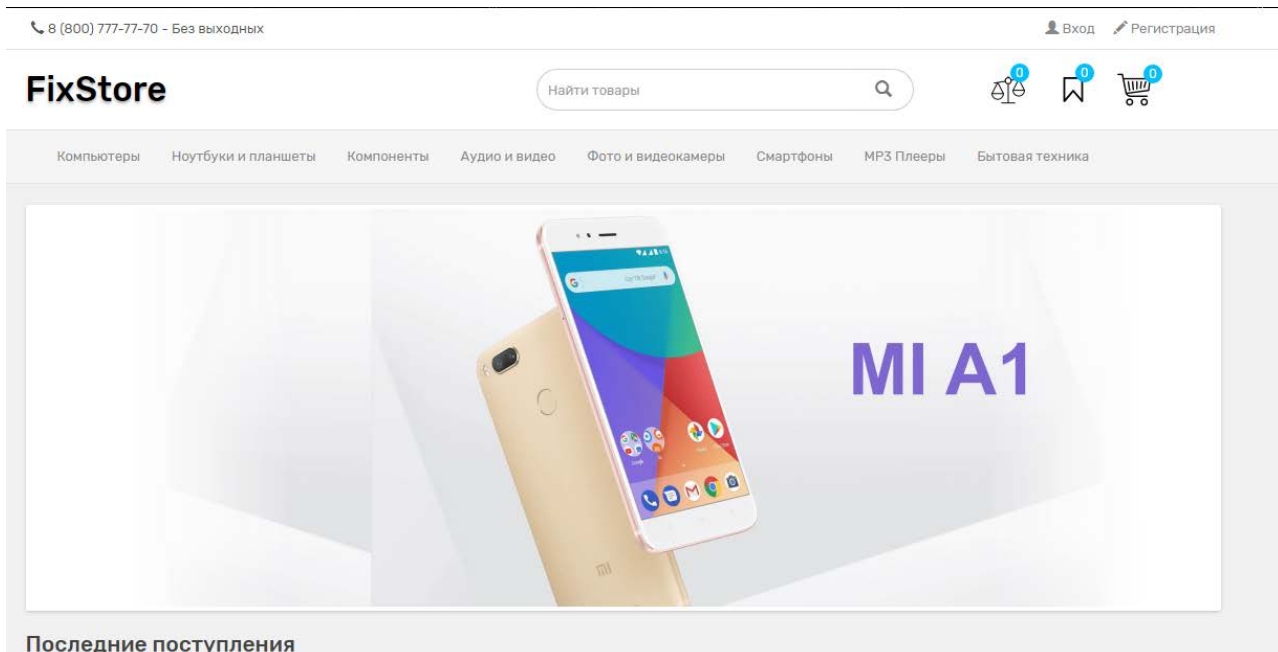 8 (800) 777-77-70 - Без выходных
Вход
Регистрация
FixStore
Найти товары
0
0
0
Компьютеры
Ноутбуки и планшеты
Компоненты
Аудио и видео
Фото и видеокамеры
Смартфоны
MP3 Плееры
Бытовая техника
MI A1
Последние поступления